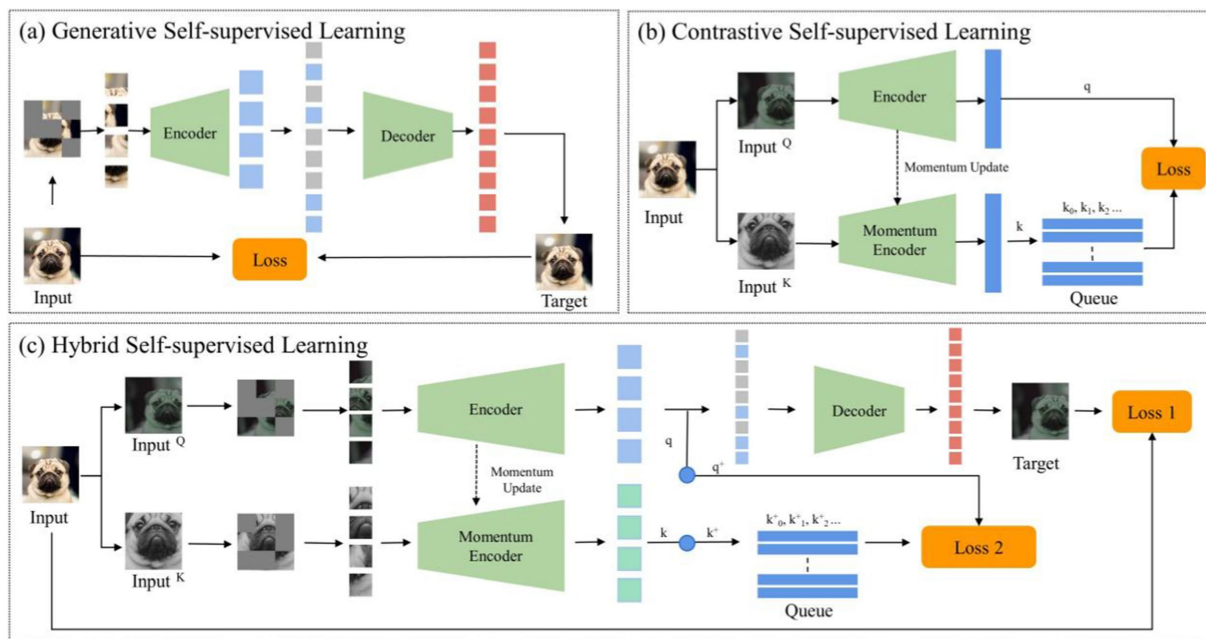 (a) Generative Self-supervised Learning
Encoder
Decoder
Loss
Input
Target
(b) Contrastive Self-supervised Learning
Encoder
q
Input Q
Momentum Update
Loss
Input
Momentum
Encoder
k
k0, k1, k2 ...
Input K
Queue
(c) Hybrid Self-supervised Learning
Input Q
Encoder
Decoder
Target
Loss 1
q
q+
Momentum
Update
Input
Input K
Momentum
Encoder
k
k+
k+0, k+1, k+2 ...
Loss 2
Queue